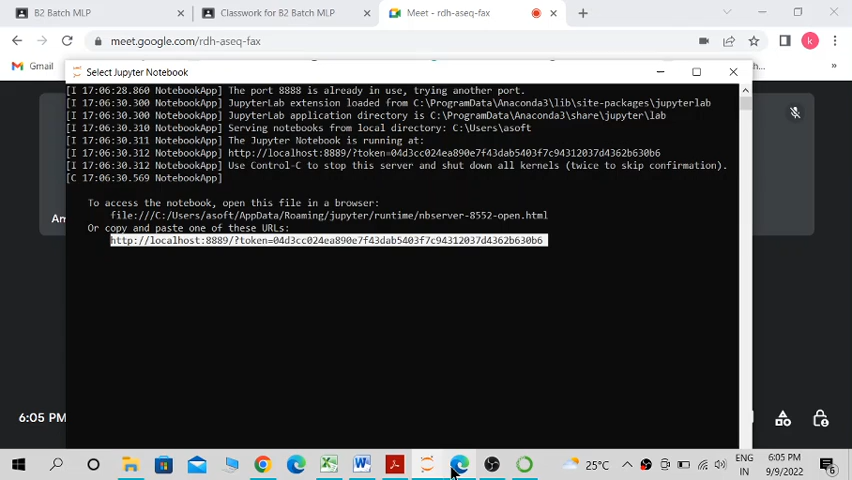 B2 Batch MLP
Classwork for B2 Batch MLP
Meet - rdh-aseq-fax
meet.google.com/rdh-aseq-fax
k
Gmail
Select Jupyter Notebook
[I 17:06:28.860 NotebookApp] The port 8888 is already in use, trying another port.
[I 17:06:30.300 NotebookApp] JupyterLab extension loaded from C:\ProgramData\Anaconda3\lib\site-packages\jupyterlab
[I 17:06:30.300 NotebookApp] JupyterLab application directory is C:\ProgramData\Anaconda3\share\jupyter\lab
[I 17:06:30.310 NotebookApp] Serving notebooks from local directory: C:\Users\asoft
[I 17:06:30.311 NotebookApp] The Jupyter Notebook is running at:
[I 17:06:30.312 NotebookApp] http://localhost:8889/?token=04d3cc024ea890e7f43dab5403f7c94312037d4362b630b6
[I 17:06:30.312 NotebookApp] Use Control-C to stop this server and shut down all kernels (twice to skip confirmation).
[C 17:06:30.569 NotebookApp]
To access the notebook, open this file in a browser:
file:///C:/Users/asoft/AppData/Roaming/jupyter/runtime/nbserver-8552-open.html
Or copy and paste one of these URLs:
http://localhost:8889/?token=04d3cc024ea890e7f43dab5403f7c94312037d4362b630b6
6:05 PM
25°C
ENG
IN
6:05 PM
9/9/2022
6